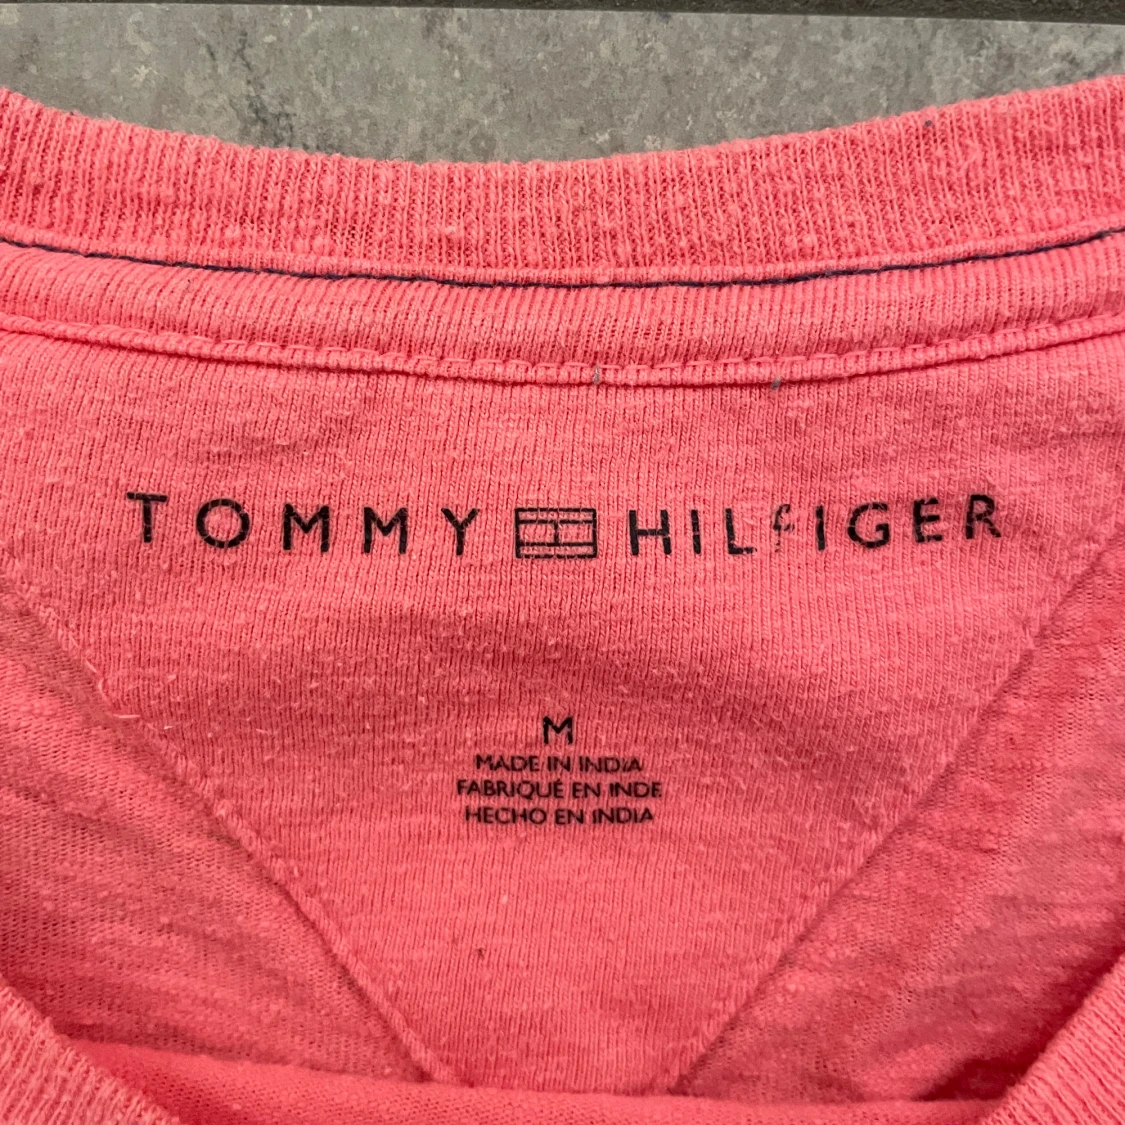 TOMMY HILFIGER
M
MADE IN INDIA
FABRIQUÉ EN INDE
HECHO EN INDIA